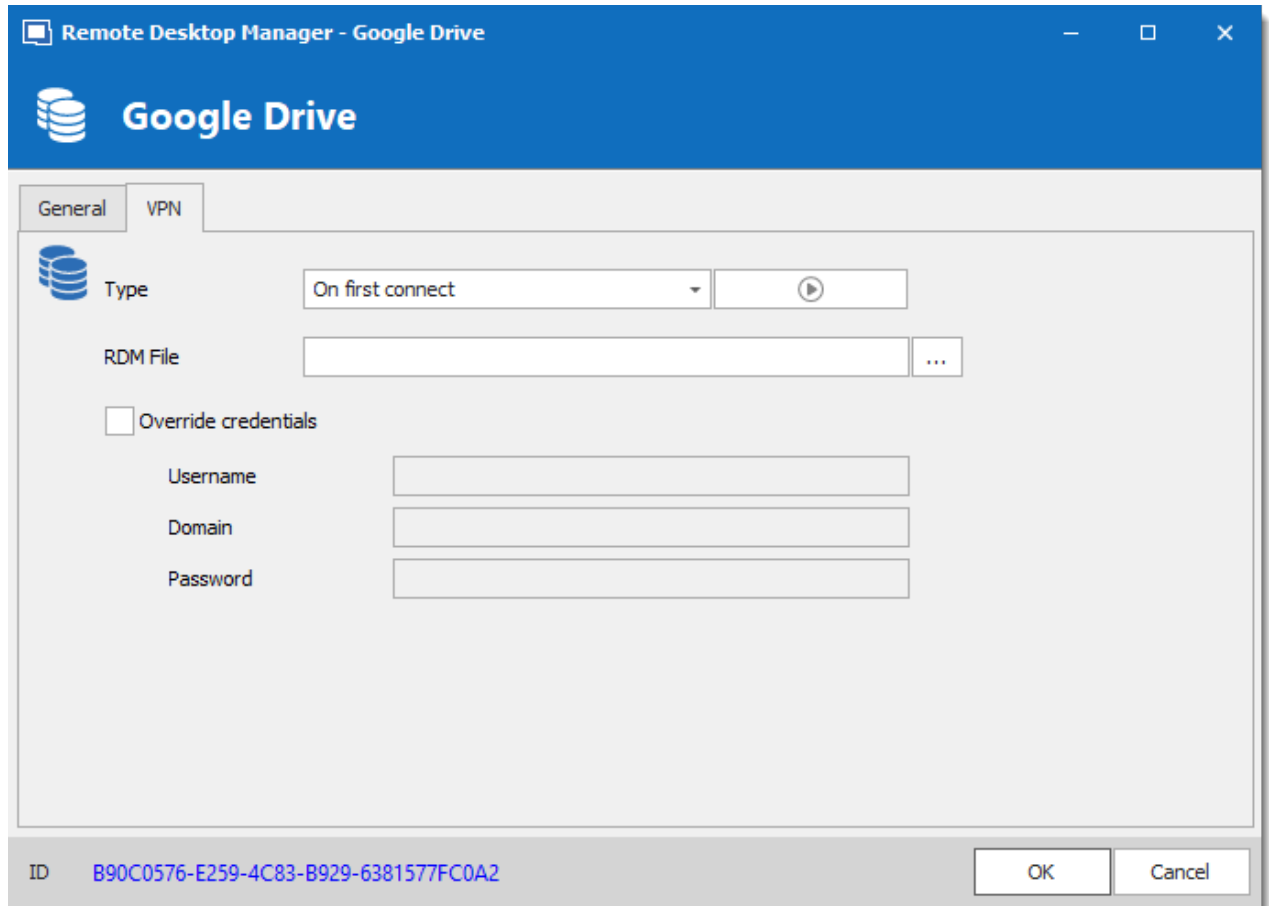 Remote Desktop Manager - Google Drive
Google Drive
General VPN
Type On first connect
RDM File ...
Override credentials
Username
Domain
Password
ID B90C0576-E259-4C83-B929-6381577FC0A2 OK Cancel